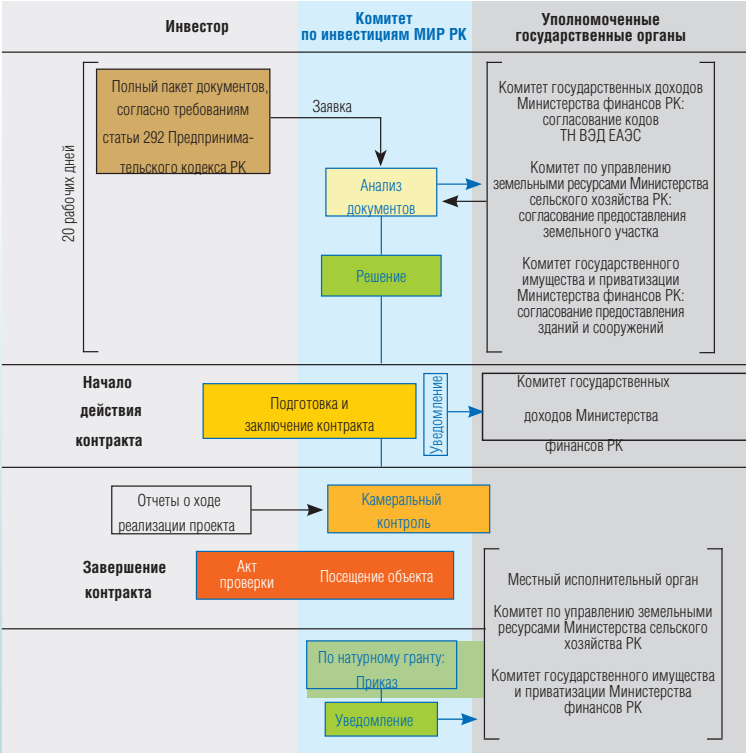 Инвестор
Комитет
по инвестициям МИР РК
Уполномоченные
государственные органы
20 рабочих дней
Полный пакет документов,
согласно требованиям
статьи 292 Предпринима-
тельского кодекса РК
Заявка
Анализ
документов
Решение
Комитет государственных доходов
Министерства финансов РК:
согласование кодов
ТН ВЭД ЕАЭС
Комитет по управлению
земельными ресурсами Министерства
сельского хозяйства РК:
согласование предоставления
земельного участка
Комитет государственного
имущества и приватизации
Министерства финансов РК:
согласование предоставления
зданий и сооружений
Начало
действия
контракта
Подготовка и
заключение контракта
Уведомление
Комитет государственных
доходов Министерства
финансов РК
Отчеты о ходе
реализации проекта
Камеральный
контроль
Завершение
контракта
Акт
проверки
Посещение объекта
Местный исполнительный орган
Комитет по управлению земельными
ресурсами Министерства сельского
хозяйства РК
Комитет государственного имущества
и приватизации Министерства
финансов РК
По натурному гранту:
Приказ
Уведомление